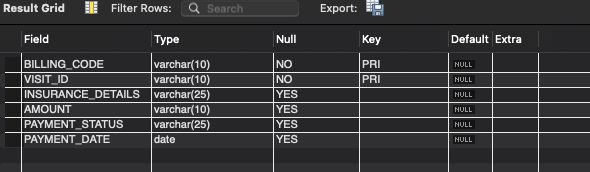 Result Grid Filter Rows: Search Export:
Field Type Null Key Default Extra
BILLING_CODE varchar(10) NO PRI NULL
VISIT_ID varchar(10) NO PRI NULL
INSURANCE_DETAILS varchar(25) YES NULL
AMOUNT varchar(10) YES NULL
PAYMENT_STATUS varchar(25) YES NULL
PAYMENT_DATE date YES NULL